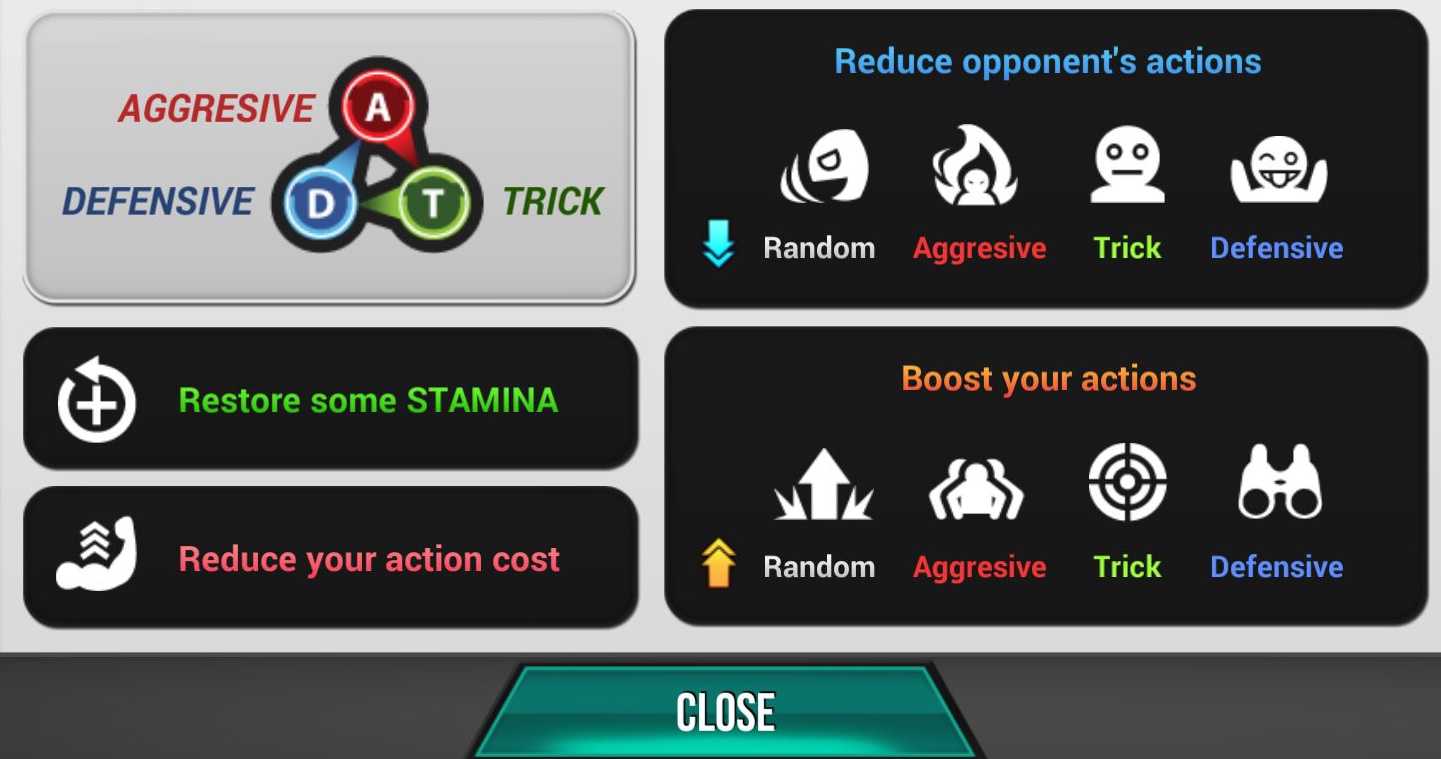 AGGRESIVE
A
DEFENSIVE
D
T
TRICK
Restore some STAMINA
Reduce your action cost
Reduce opponent's actions
Random
Aggresive
Trick
Defensive
Boost your actions
Random
Aggresive
Trick
Defensive
CLOSE